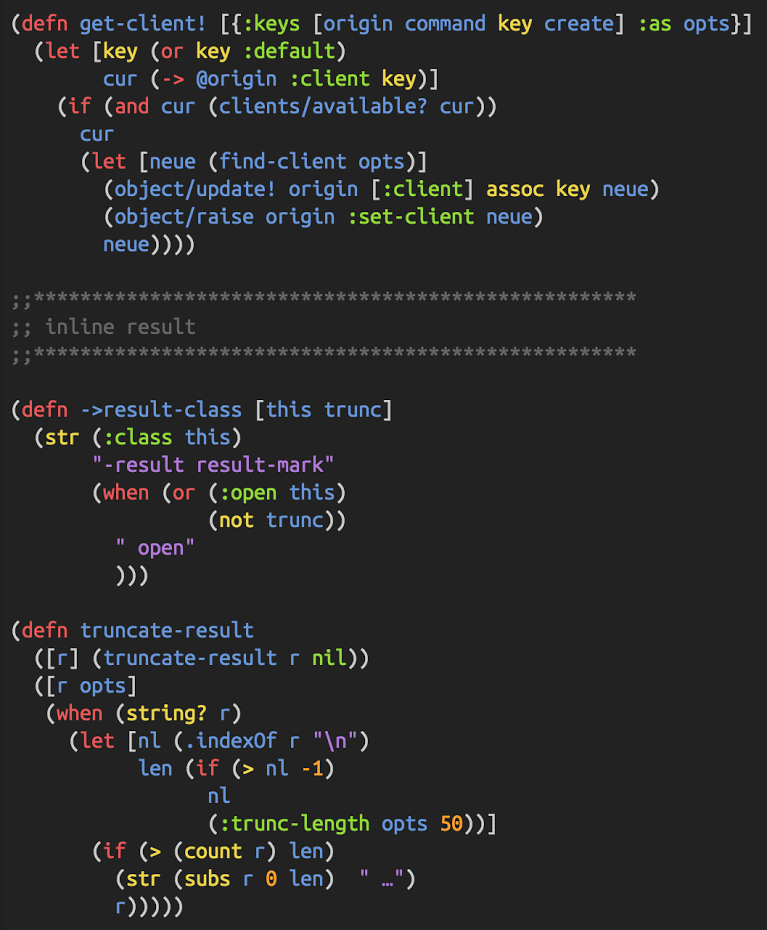 (defn get-client! [{:keys [origin command key create] :as opts}]
  (let [key (or key :default)
        cur (-> @origin :client key)]
    (if (and cur (clients/available? cur))
      cur
      (let [neue (find-client opts)]
        (object/update! origin [:client] assoc key neue)
        (object/raise origin :set-client neue)
        neue))))
;;****************************************************
;; inline result
;;****************************************************
(defn ->result-class [this trunc]
  (str (:class this)
       "-result result-mark"
       (when (or (:open this)
                 (not trunc))
         " open"
         )))
(defn truncate-result
  ([r] (truncate-result r nil))
  ([r opts]
   (when (string? r)
     (let [nl (.indexOf r "\n")
           len (if (> nl -1)
                 nl
                 (:trunc-length opts 50))]
       (if (> (count r) len)
         (str (subs r 0 len)  " …")
         r)))))